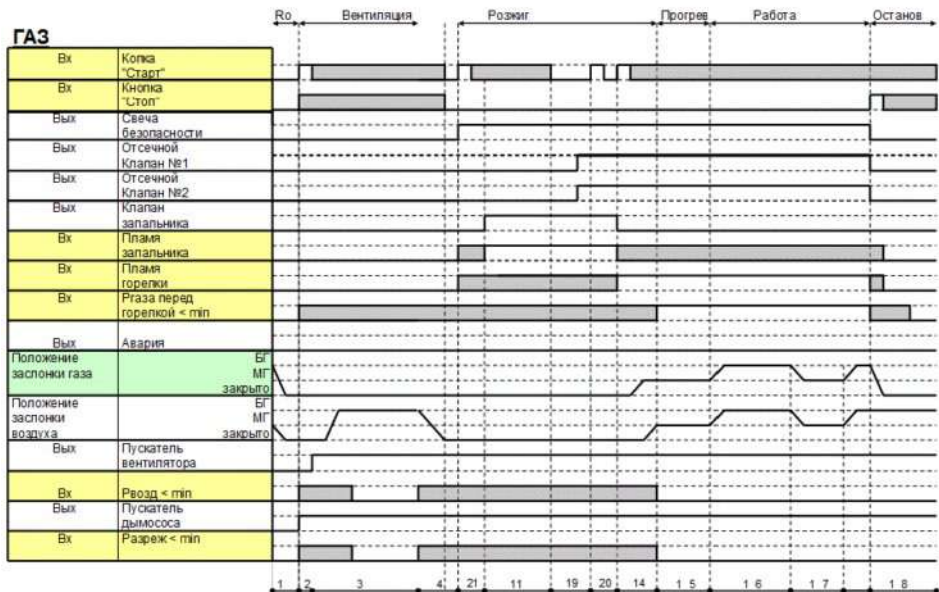 Ro Вентиляция Розжиг Прогрев Работа Останов
ГАЗ
Вх Копка
"Старт"
Вх Кнопка
"Стоп"
Вых Свеча
безопасности
Вых Отсечной
Клапан №1
Вых Отсечной
Клапан №2
Вых Клапан
запальника
Вх Пламя
запальника
Вх Пламя
горелки
Вх Pгаза перед
горелкой < min
Вых Авария
Положение БГ
заслонки газа МГ
закрыто
Положение БГ
заслонки МГ
воздуха закрыто
Вых Пускатель
вентилятора
Вх Pвозд < min
Вых Пускатель
дымососа
Вх Разреж < min
1 2 3 4 21 11 19 20 14 1 5 1 6 1 7 1 8